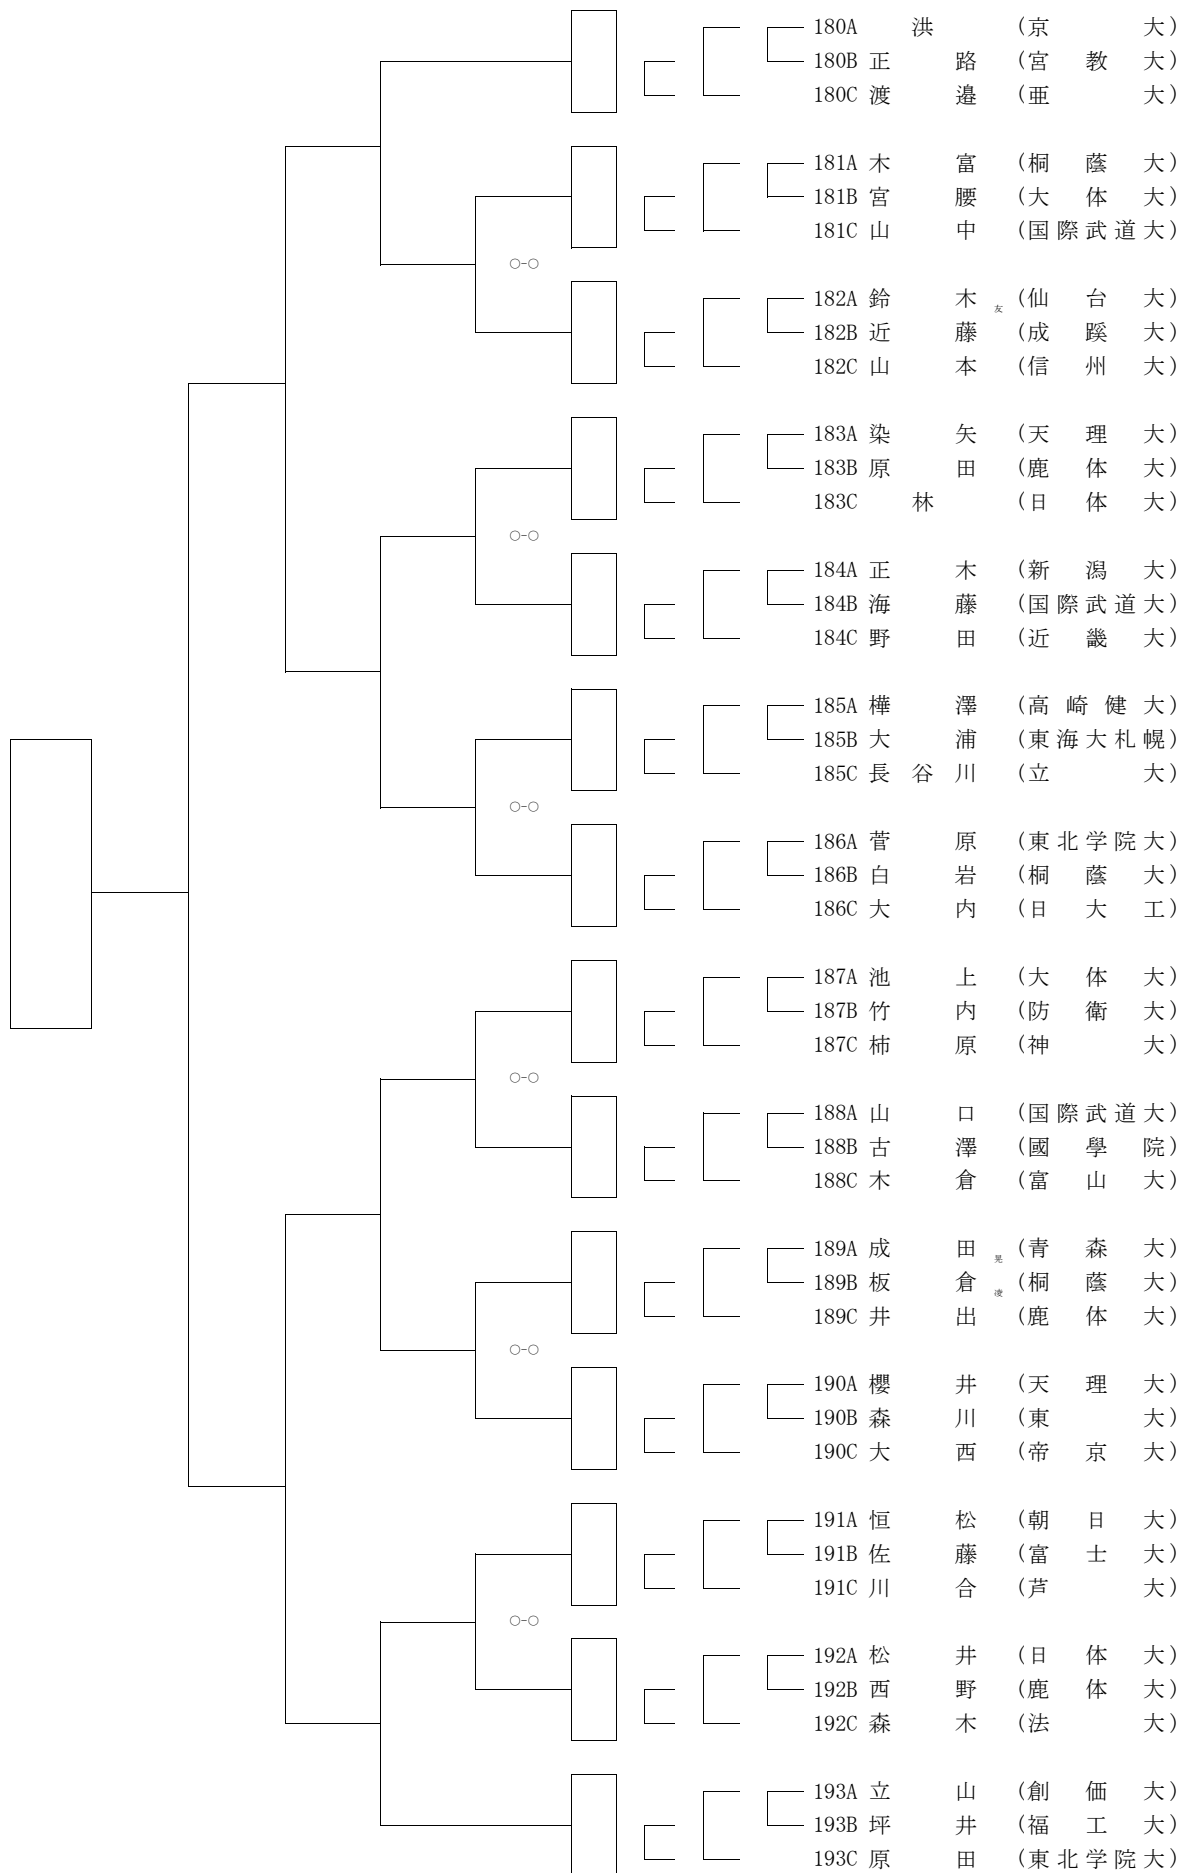 180A 洪 (京大)
180B 正路 (宮教大)
180C 渡邉 (亜大)
181A 木富 (桐蔭大)
181B 宮腰 (大体大)
181C 山中 (国際武道大)
○-○
182A 鈴木友 (仙台大)
182B 近藤 (成蹊大)
182C 山本 (信州大)
183A 染矢 (天理大)
183B 原田 (鹿体大)
183C 林 (日体大)
○-○
184A 正木 (新潟大)
184B 海藤 (国際武道大)
184C 野田 (近畿大)
185A 樺澤 (高崎健大)
185B 大浦 (東海大札幌)
185C 長谷川 (立大)
○-○
186A 菅原 (東北学院大)
186B 白岩 (桐蔭大)
186C 大内 (日大工)
187A 池上 (大体大)
187B 竹内 (防衛大)
187C 柿原 (神大)
○-○
188A 山口 (国際武道大)
188B 古澤 (國學院)
188C 木倉 (富山大)
189A 成田晃 (青森大)
189B 板倉凌 (桐蔭大)
189C 井出 (鹿体大)
○-○
190A 櫻井 (天理大)
190B 森川 (東大)
190C 大西 (帝京大)
191A 恒松 (朝日大)
191B 佐藤 (富士大)
191C 川合 (芦大)
○-○
192A 松井 (日体大)
192B 西野 (鹿体大)
192C 森木 (法大)
193A 立山 (創価大)
193B 坪井 (福工大)
193C 原田 (東北学院大)